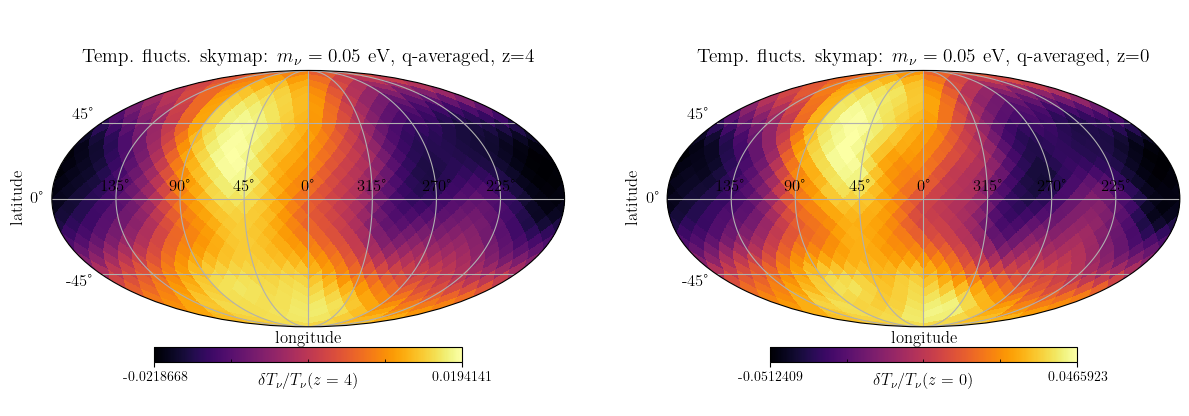 Temp. flucts. skymap: $m_\nu = 0.05$ eV, q-averaged, z=4
45°
135° 90° 45° 0° 315° 270° 225°
0°
latitude
-45°
longitude
-0.0218668 0.0194141
$\delta T_\nu/T_\nu(z = 4)$
Temp. flucts. skymap: $m_\nu = 0.05$ eV, q-averaged, z=0
45°
135° 90° 45° 0° 315° 270° 225°
0°
latitude
-45°
longitude
-0.0512409 0.0465923
$\delta T_\nu/T_\nu(z = 0)$